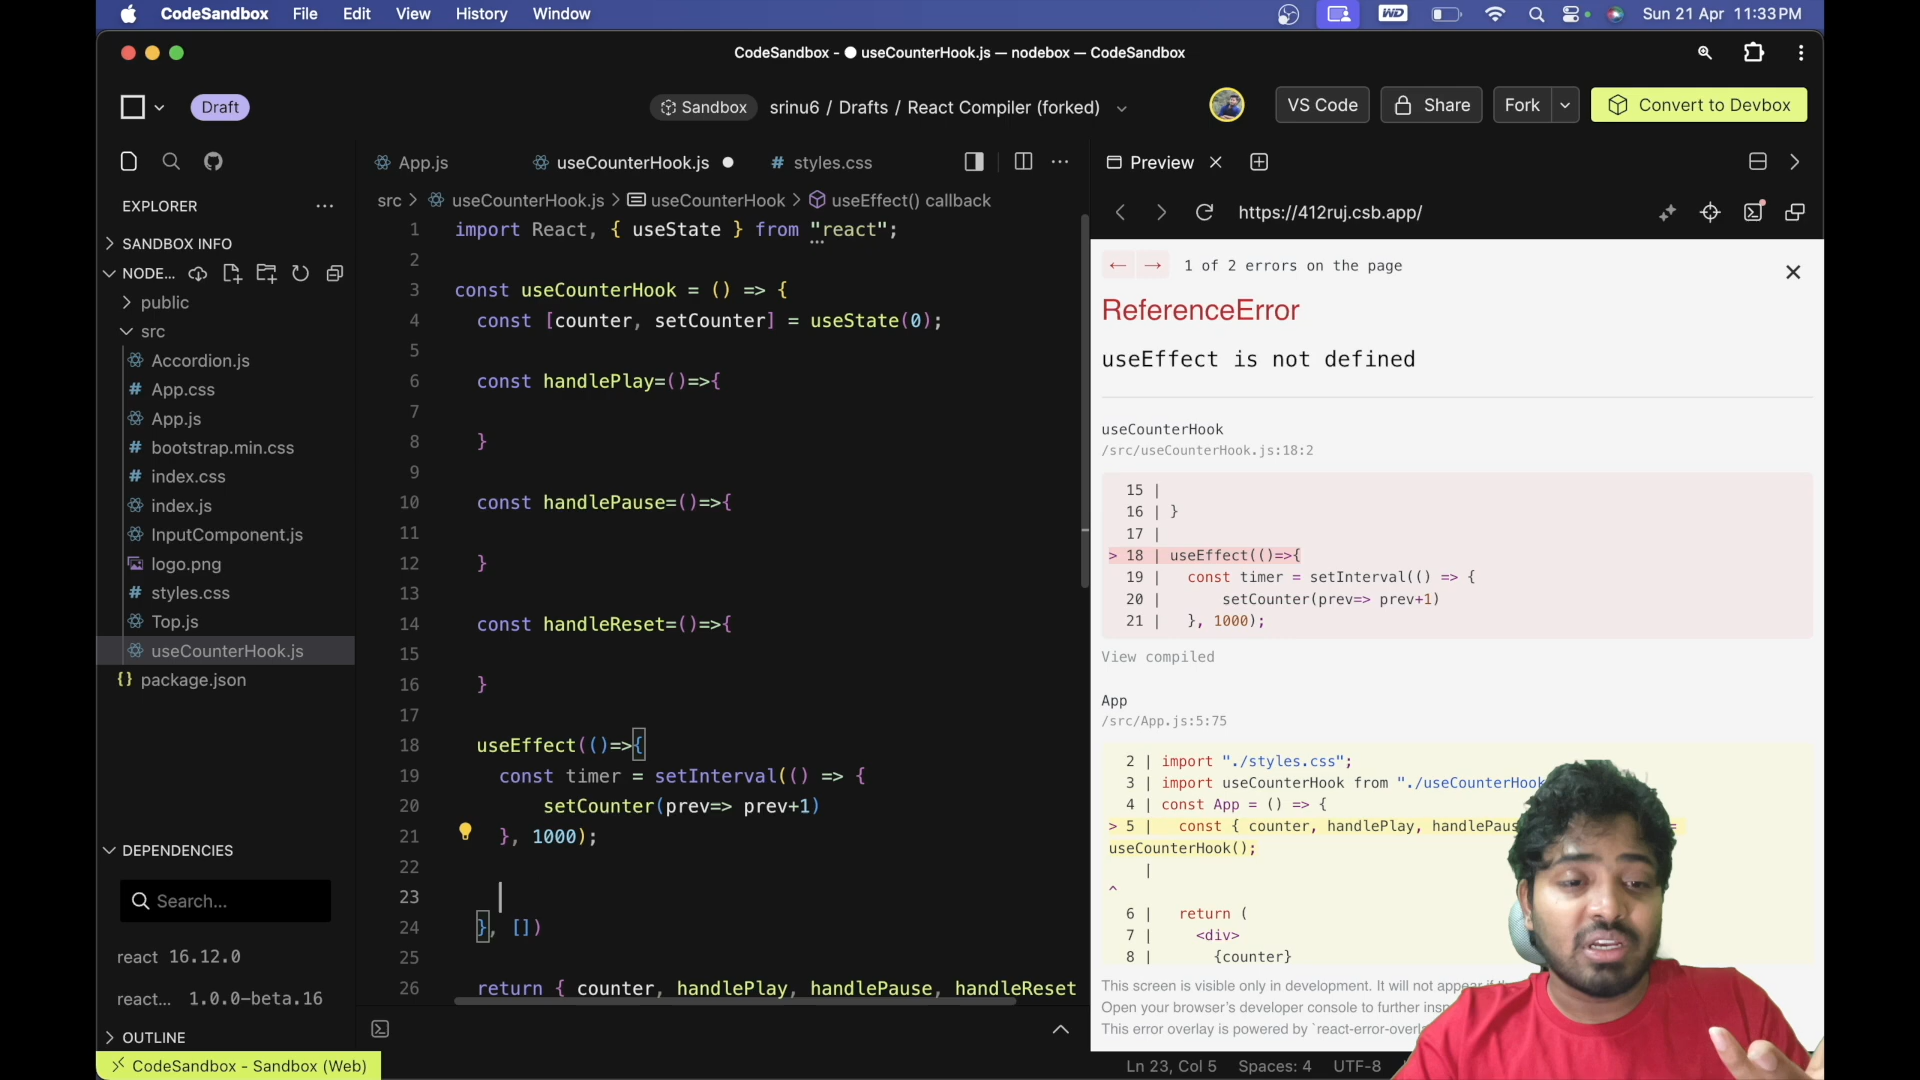 CodeSandbox File Edit View History Window WD Sun 21 Apr 11:33 PM
CodeSandbox - ● useCounterHook.js — nodebox — CodeSandbox
Draft
Sandbox srinu6 / Drafts / React Compiler (forked)
VS Code Share Fork Convert to Devbox
EXPLORER
SANDBOX INFO
NODE...
public
src
Accordion.js
App.css
App.js
bootstrap.min.css
index.css
index.js
InputComponent.js
logo.png
styles.css
Top.js
useCounterHook.js
package.json
DEPENDENCIES
Search...
react 16.12.0
react... 1.0.0-beta.16
OUTLINE
CodeSandbox - Sandbox (Web)
App.js useCounterHook.js ● # styles.css
src > useCounterHook.js > useCounterHook > useEffect() callback
1 import React, { useState } from "react";
2
3 const useCounterHook = () => {
4 const [counter, setCounter] = useState(0);
5
6 const handlePlay=()=>{
7
8 }
9
10 const handlePause=()=>{
11
12 }
13
14 const handleReset=()=>{
15
16 }
17
18 useEffect(()=>{
19 const timer = setInterval(() => {
20 setCounter(prev=> prev+1)
21 }, 1000);
22
23
24 }, [])
25
26 return { counter, handlePlay, handlePause, handleReset
Preview
https://412ruj.csb.app/
← → 1 of 2 errors on the page
ReferenceError
useEffect is not defined
useCounterHook
/src/useCounterHook.js:18:2
15 |
16 | }
17 |
> 18 | useEffect(()=>{
19 | const timer = setInterval(() => {
20 | setCounter(prev=> prev+1)
21 | }, 1000);
View compiled
App
/src/App.js:5:75
2 | import "./styles.css";
3 | import useCounterHook from "./useCounterHook
4 | const App = () => {
> 5 | const { counter, handlePlay, handlePaus =
useCounterHook();
|
^
6 | return (
7 | <div>
8 | {counter}
This screen is visible only in development. It will not appear if
Open your browser's developer console to further insp
This error overlay is powered by `react-error-overla
Ln 23, Col 5 Spaces: 4 UTF-8